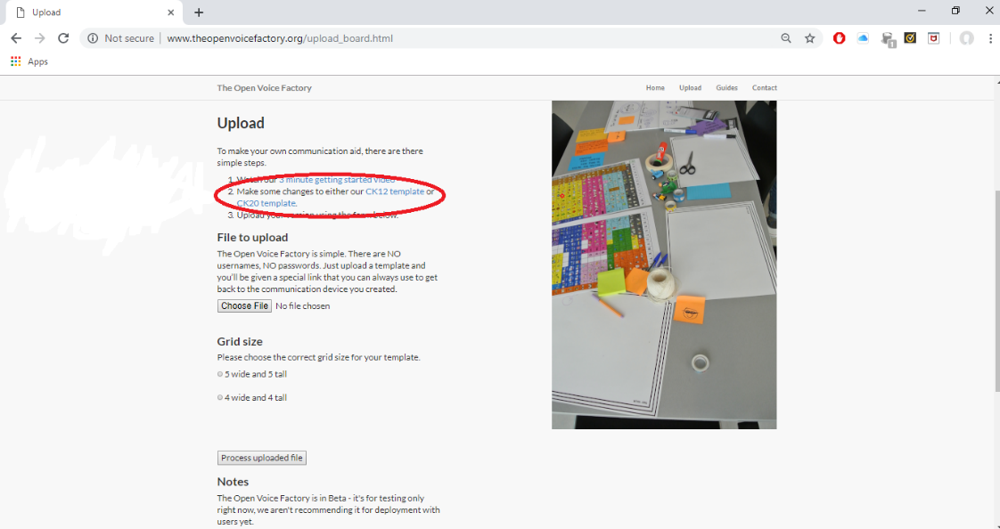 Upload
Not secure | www.theopenvoicefactory.org/upload_board.html
1
Apps
The Open Voice Factory
Home Upload Guides Contact
Upload
To make your own communication aid, there are there
simple steps.
1. Watch our 3 minute getting started video
2. Make some changes to either our CK12 template or
CK20 template.
3. Upload your version using the form below.
File to upload
The Open Voice Factory is simple. There are NO
usernames, NO passwords. Just upload a template and
you'll be given a special link that you can always use to get
back to the communication device you created.
Choose File No file chosen
Grid size
Please choose the correct grid size for your template.
5 wide and 5 tall
4 wide and 4 tall
Process uploaded file
Notes
The Open Voice Factory is in Beta - it's for testing only
right now, we aren't recommending it for deployment with
users yet.